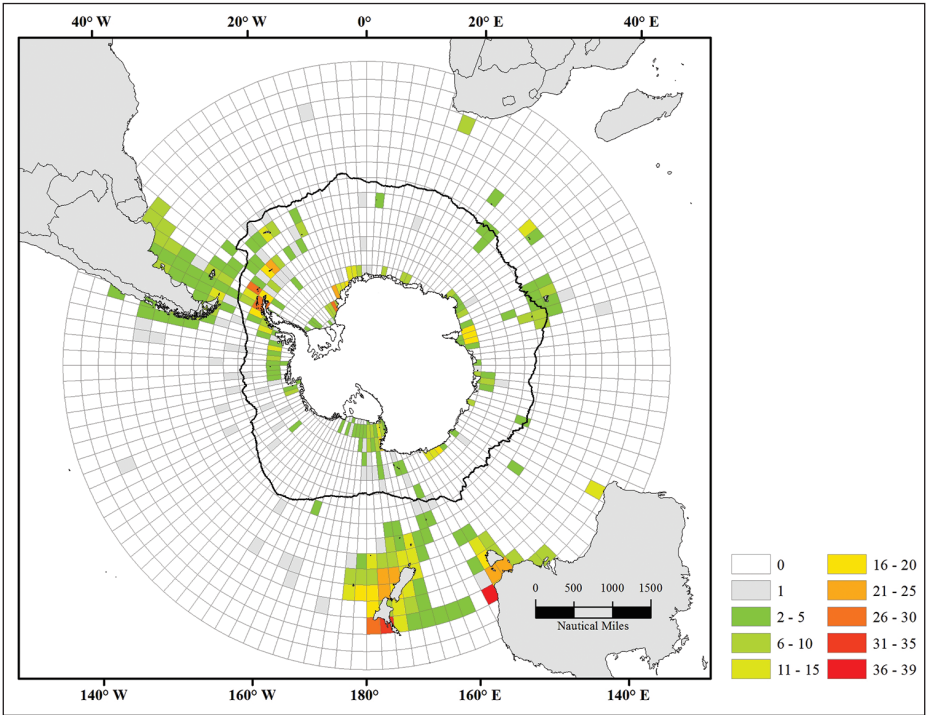 40° W 20° W 0° 20° E 40° E
0 500 1000 1500
Nautical Miles
0 16 - 20
1 21 - 25
2 - 5 26 - 30
6 - 10 31 - 35
11 - 15 36 - 39
140° W 160° W 180° 160° E 140° E